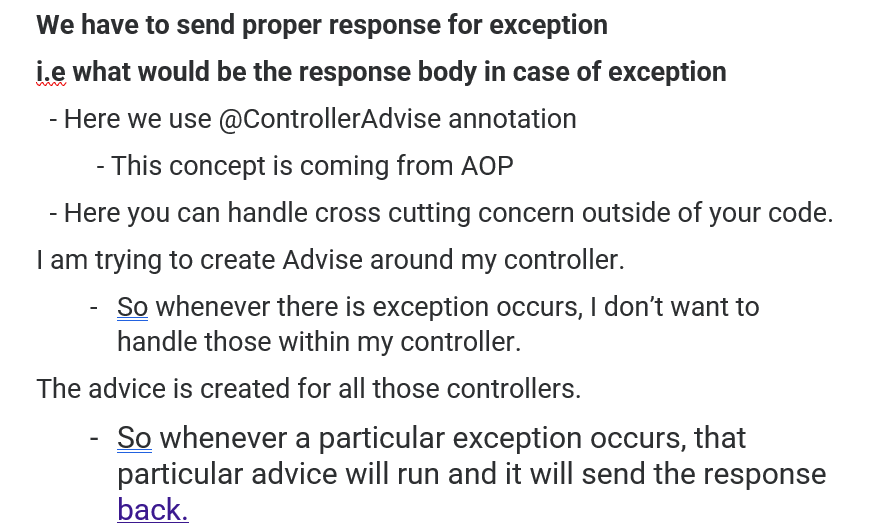 We have to send proper response for exception
i.e what would be the response body in case of exception
- Here we use @ControllerAdvise annotation
- This concept is coming from AOP
- Here you can handle cross cutting concern outside of your code.
I am trying to create Advise around my controller.
- So whenever there is exception occurs, I don’t want to
handle those within my controller.
The advice is created for all those controllers.
- So whenever a particular exception occurs, that
particular advice will run and it will send the response
back.